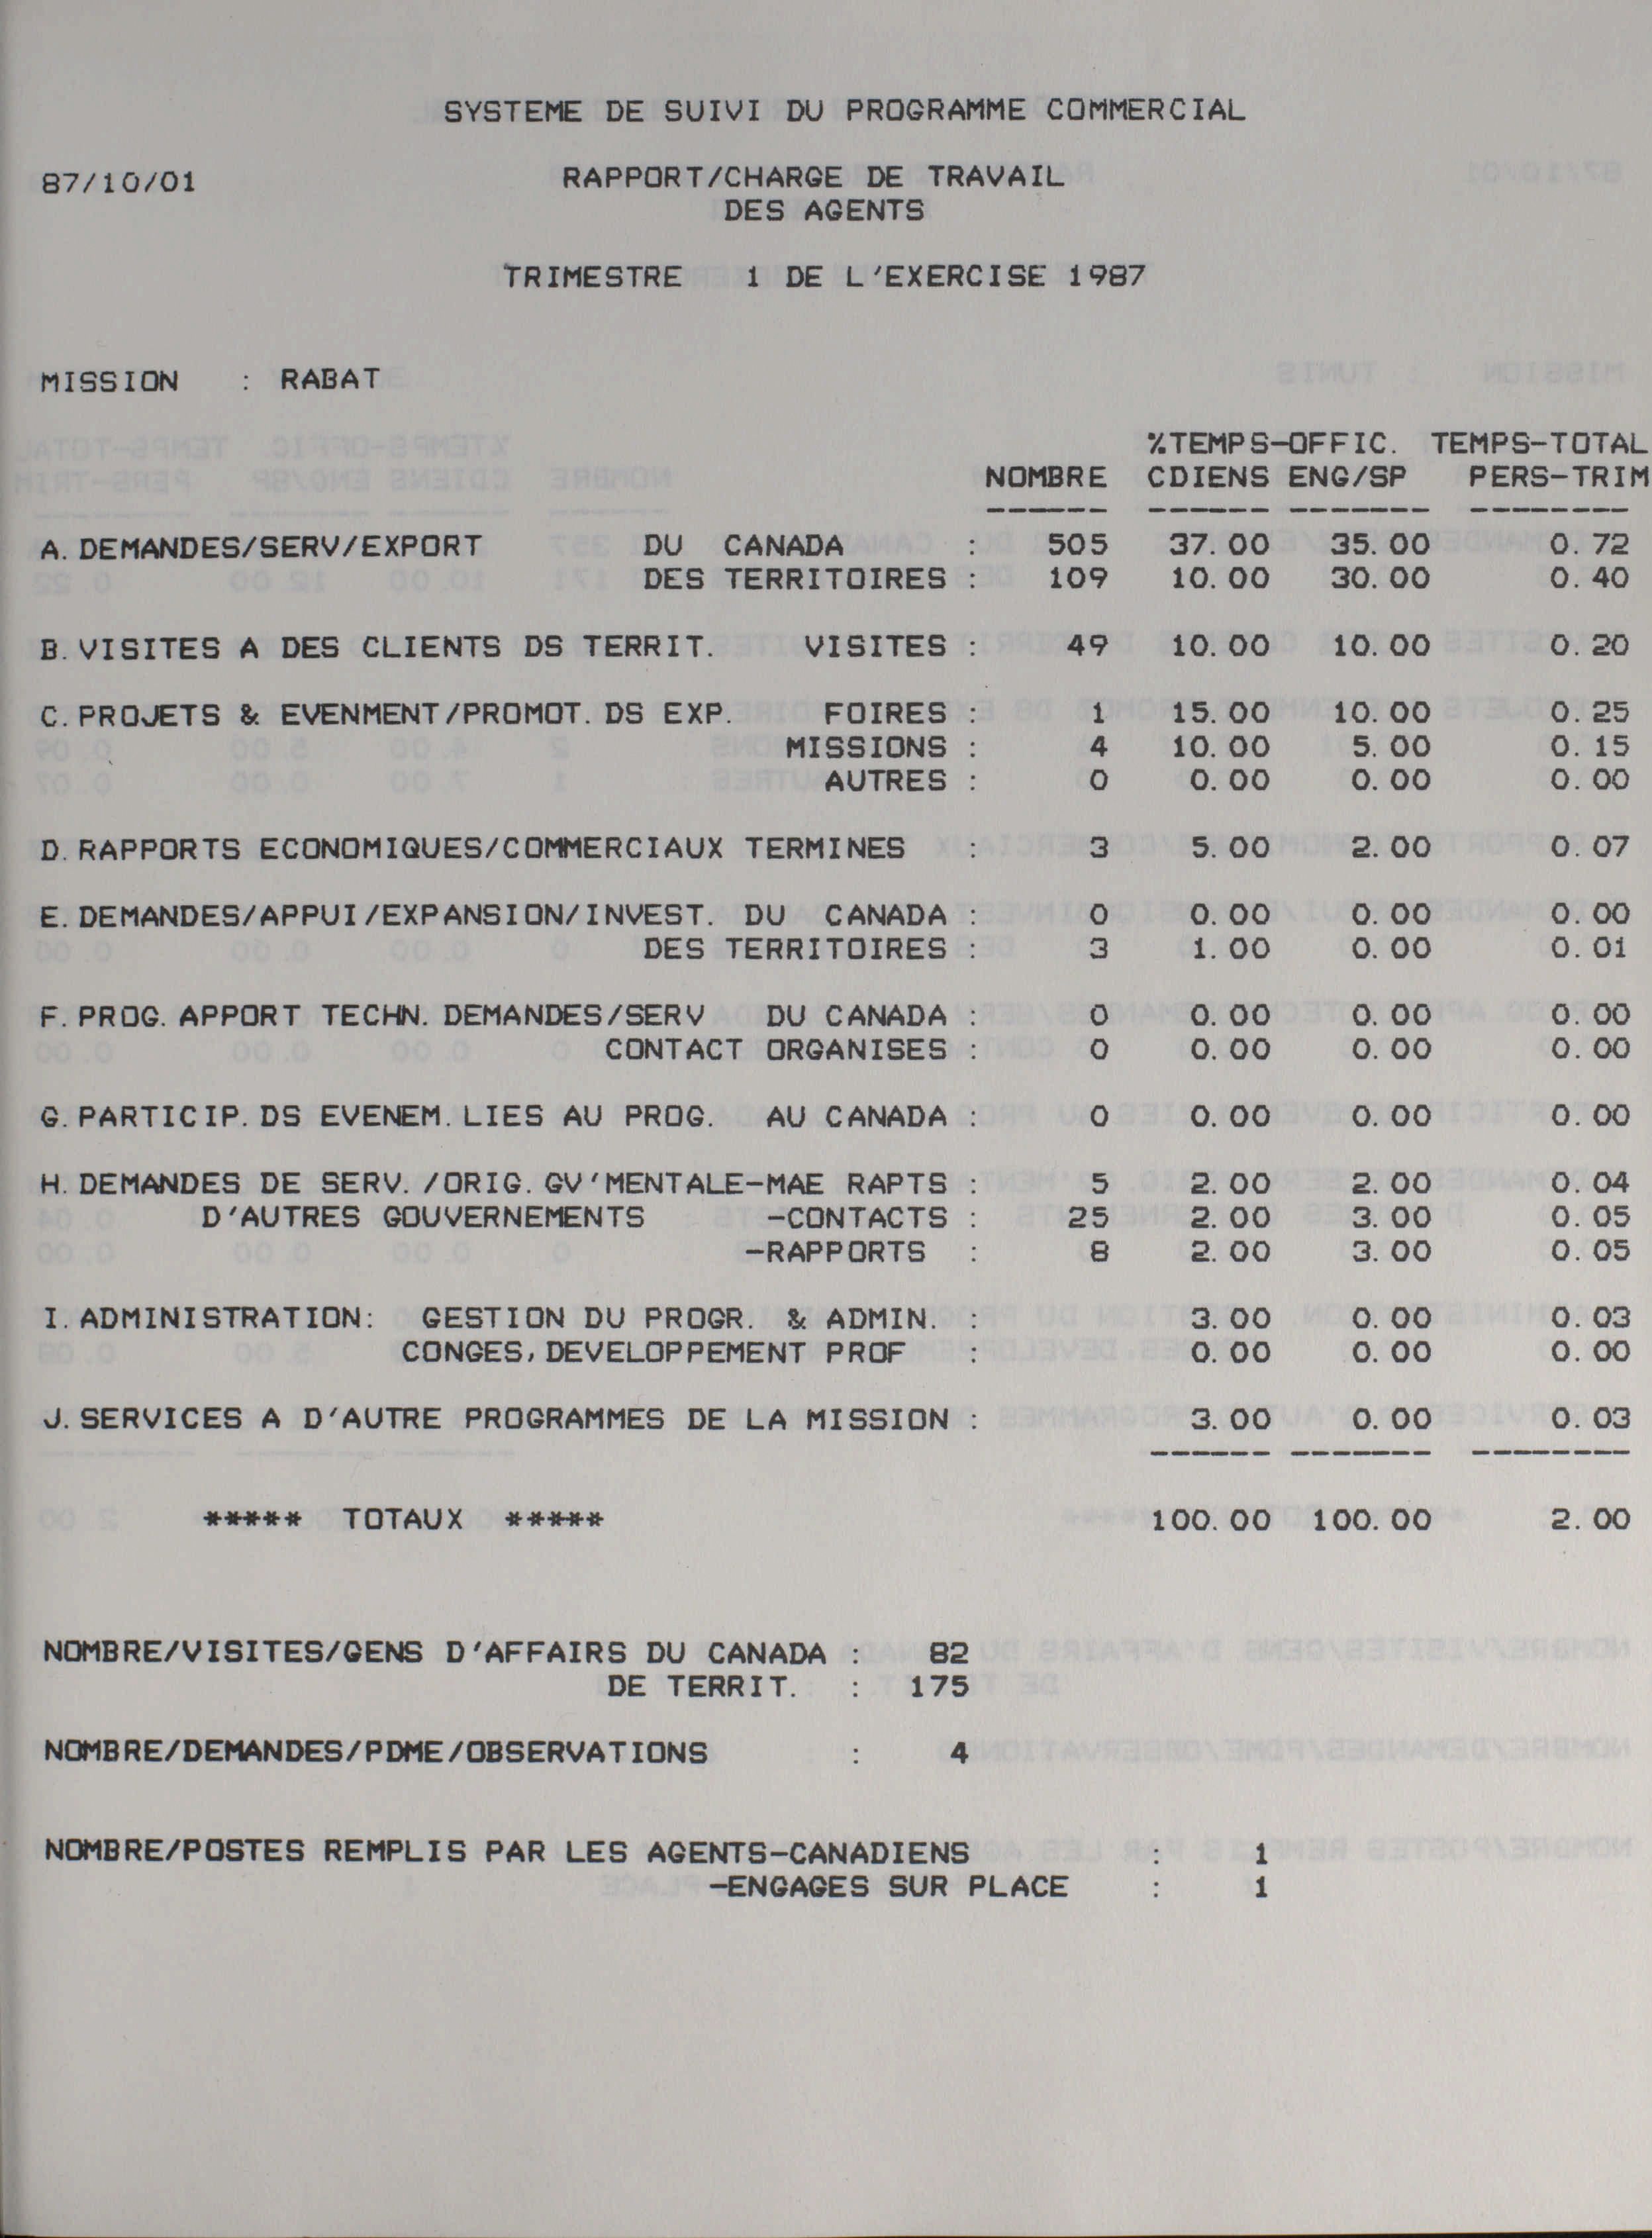 SYSTEME DE SUIVI DU PROGRAMME COMMERCIAL
87/10/01 RAPPORT/CHARGE DE TRAVAIL
DES AGENTS
TRIMESTRE 1 DE L'EXERCISE 1987
MISSION : RABAT
%TEMPS-OFFIC. TEMPS-TOTAL
NOMBRE CDIENS ENG/SP PERS-TRIM
------ ------ ------- --------
A. DEMANDES/SERV/EXPORT DU CANADA : 505 37.00 35.00 0.72
DES TERRITOIRES : 109 10.00 30.00 0.40
B. VISITES A DES CLIENTS DS TERRIT. VISITES : 49 10.00 10.00 0.20
C. PROJETS & EVENMENT/PROMOT. DS EXP. FOIRES : 1 15.00 10.00 0.25
MISSIONS : 4 10.00 5.00 0.15
AUTRES : 0 0.00 0.00 0.00
D. RAPPORTS ECONOMIQUES/COMMERCIAUX TERMINES : 3 5.00 2.00 0.07
E. DEMANDES/APPUI/EXPANSION/INVEST. DU CANADA : 0 0.00 0.00 0.00
DES TERRITOIRES : 3 1.00 0.00 0.01
F. PROG. APPORT TECHN. DEMANDES/SERV DU CANADA : 0 0.00 0.00 0.00
CONTACT ORGANISES : 0 0.00 0.00 0.00
G. PARTICIP. DS EVENEM. LIES AU PROG. AU CANADA : 0 0.00 0.00 0.00
H. DEMANDES DE SERV. /ORIG. GV'MENTALE-MAE RAPTS : 5 2.00 2.00 0.04
D'AUTRES GOUVERNEMENTS -CONTACTS : 25 2.00 3.00 0.05
-RAPPORTS : 8 2.00 3.00 0.05
I. ADMINISTRATION: GESTION DU PROGR. & ADMIN. : 3.00 0.00 0.03
CONGES, DEVELOPPEMENT PROF : 0.00 0.00 0.00
J. SERVICES A D'AUTRE PROGRAMMES DE LA MISSION : 3.00 0.00 0.03
------ ------- --------
***** TOTAUX ***** 100.00 100.00 2.00
NOMBRE/VISITES/GENS D'AFFAIRS DU CANADA : 82
DE TERRIT. : 175
NOMBRE/DEMANDES/PDME/OBSERVATIONS : 4
NOMBRE/POSTES REMPLIS PAR LES AGENTS-CANADIENS : 1
-ENGAGES SUR PLACE : 1